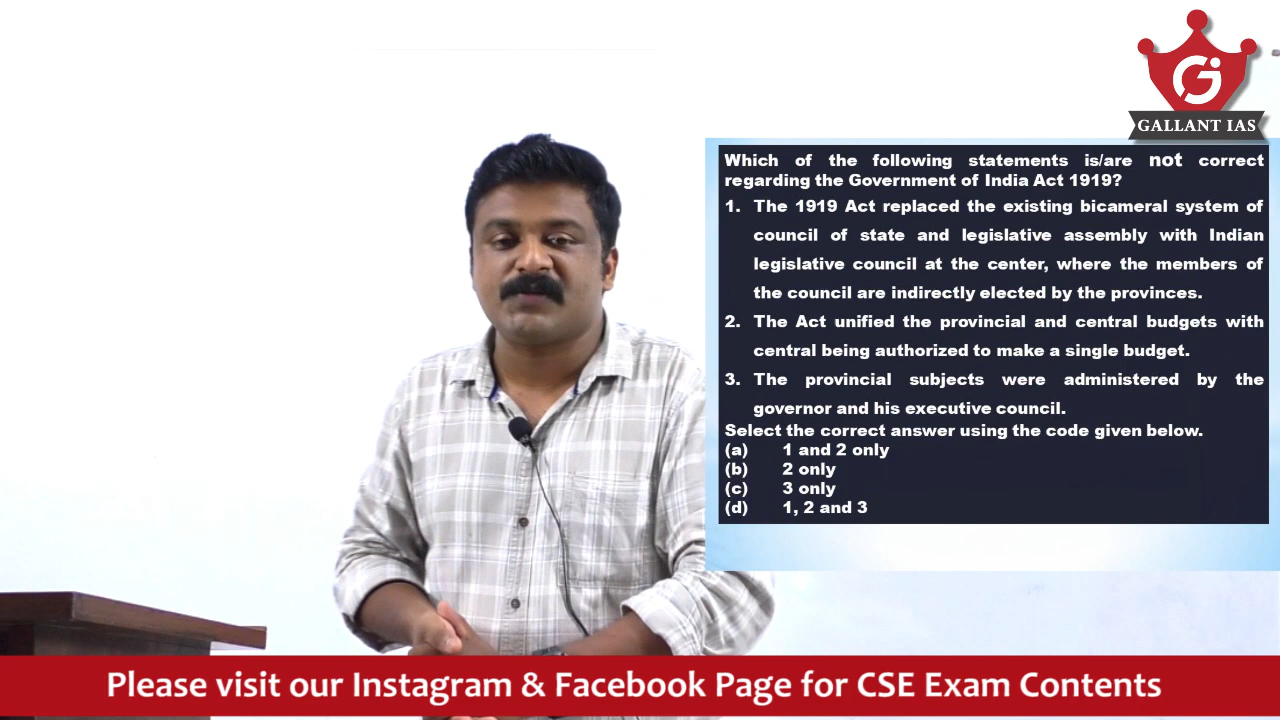 GALLANT IAS
Which of the following statements is/are not correct
regarding the Government of India Act 1919?
1. The 1919 Act replaced the existing bicameral system of
council of state and legislative assembly with Indian
legislative council at the center, where the members of
the council are indirectly elected by the provinces.
2. The Act unified the provincial and central budgets with
central being authorized to make a single budget.
3. The provincial subjects were administered by the
governor and his executive council.
Select the correct answer using the code given below.
(a) 1 and 2 only
(b) 2 only
(c) 3 only
(d) 1, 2 and 3
Please visit our Instagram & Facebook Page for CSE Exam Contents